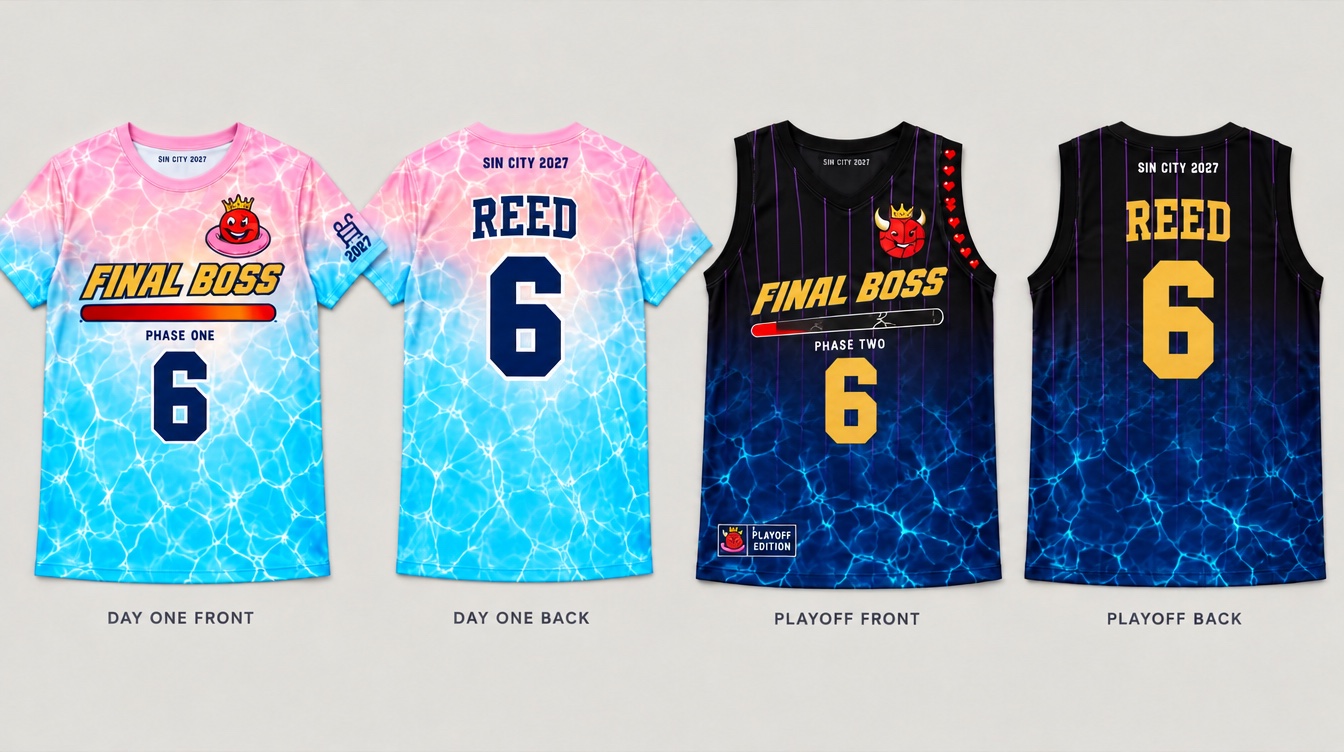 SIN CITY 2027
FINAL BOSS
PHASE ONE
6
2027
SIN CITY 2027
REED
6
SIN CITY 2027
FINAL BOSS
PHASE TWO
6
PLAYOFF
EDITION
SIN CITY 2027
REED
6
DAY ONE FRONT
DAY ONE BACK
PLAYOFF FRONT
PLAYOFF BACK